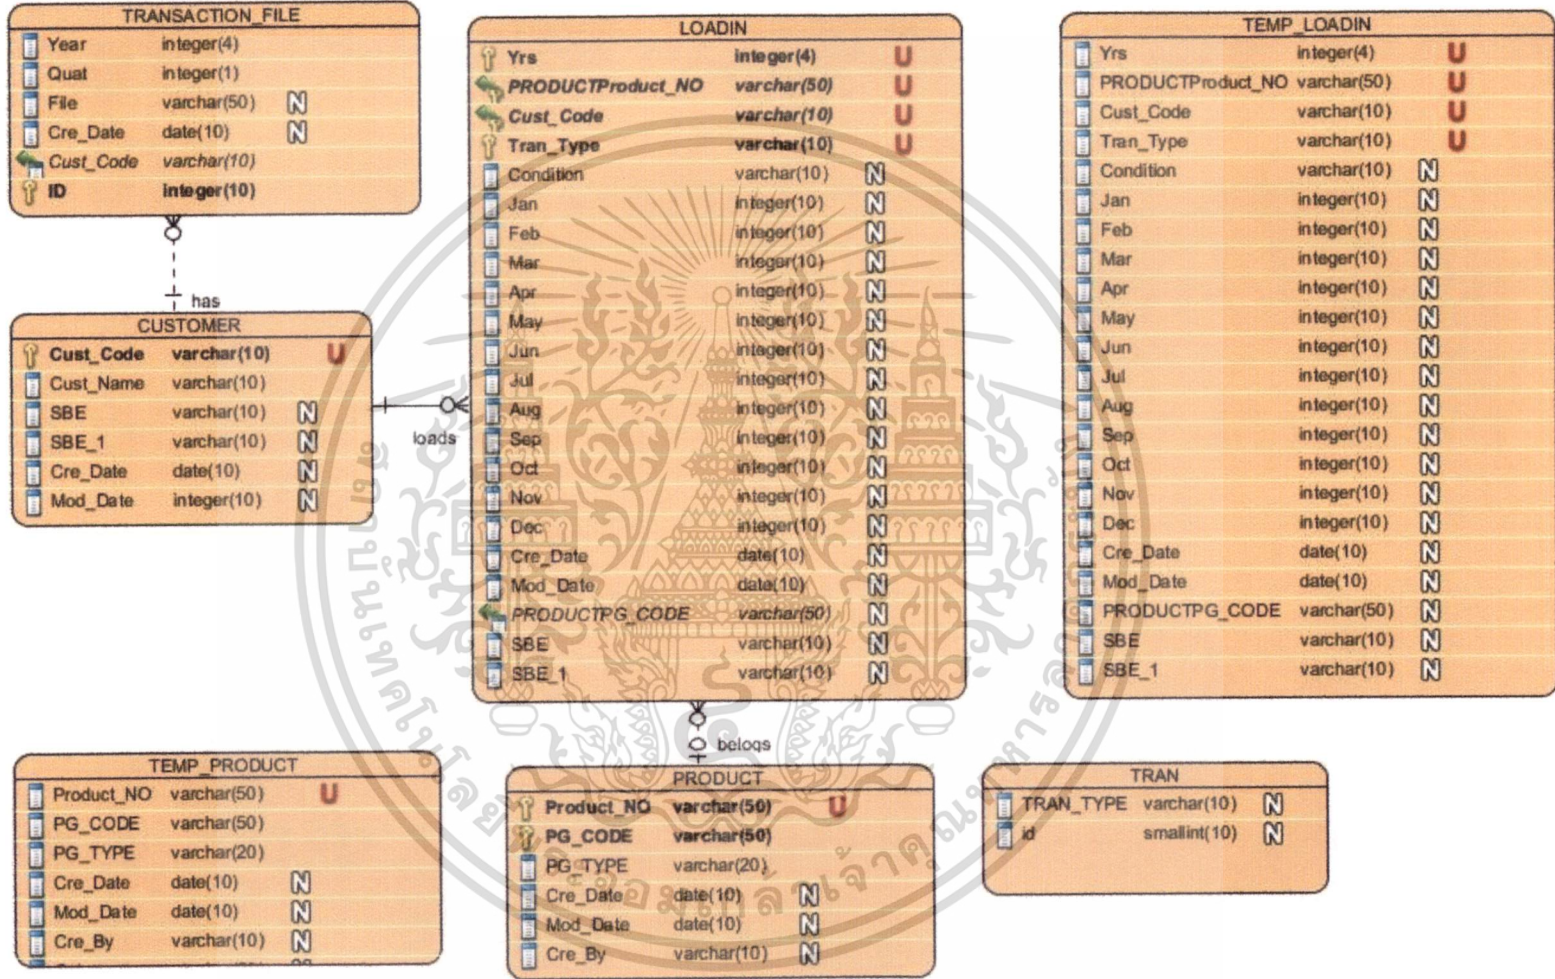 TRANSACTION_FILE
Year integer(4)
Quat integer(1)
File varchar(50) N
Cre_Date date(10) N
Cust_Code varchar(10)
ID integer(10)
has
CUSTOMER
Cust_Code varchar(10) U
Cust_Name varchar(10)
SBE varchar(10) N
SBE_1 varchar(10) N
Cre_Date date(10) N
Mod_Date integer(10) N
loads
LOADIN
Yrs integer(4) U
PRODUCTProduct_NO varchar(50) U
Cust_Code varchar(10) U
Tran_Type varchar(10) U
Condition varchar(10) N
Jan integer(10) N
Feb integer(10) N
Mar integer(10) N
Apr integer(10) N
May integer(10) N
Jun integer(10) N
Jul integer(10) N
Aug integer(10) N
Sep integer(10) N
Oct integer(10) N
Nov integer(10) N
Dec integer(10) N
Cre_Date date(10) N
Mod_Date date(10) N
PRODUCTPG_CODE varchar(50) N
SBE varchar(10) N
SBE_1 varchar(10) N
beloqs
TEMP_LOADIN
Yrs integer(4) U
PRODUCTProduct_NO varchar(50) U
Cust_Code varchar(10) U
Tran_Type varchar(10) U
Condition varchar(10) N
Jan integer(10) N
Feb integer(10) N
Mar integer(10) N
Apr integer(10) N
May integer(10) N
Jun integer(10) N
Jul integer(10) N
Aug integer(10) N
Sep integer(10) N
Oct integer(10) N
Nov integer(10) N
Dec integer(10) N
Cre_Date date(10) N
Mod_Date date(10) N
PRODUCTPG_CODE varchar(50) N
SBE varchar(10) N
SBE_1 varchar(10) N
TEMP_PRODUCT
Product_NO varchar(50) U
PG_CODE varchar(50)
PG_TYPE varchar(20)
Cre_Date date(10) N
Mod_Date date(10) N
Cre_By varchar(10) N
PRODUCT
Product_NO varchar(50) U
PG_CODE varchar(50)
PG_TYPE varchar(20)
Cre_Date date(10) N
Mod_Date date(10) N
Cre_By varchar(10) N
TRAN
TRAN_TYPE varchar(10) N
id smallint(10) N